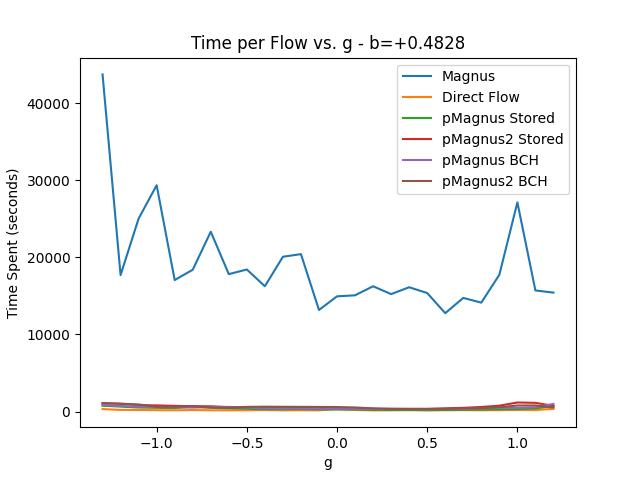 Time per Flow vs. g - b=+0.4828
Time Spent (seconds)
40000
30000
20000
10000
0
−1.0
−0.5
0.0
0.5
1.0
g
Magnus
Direct Flow
pMagnus Stored
pMagnus2 Stored
pMagnus BCH
pMagnus2 BCH